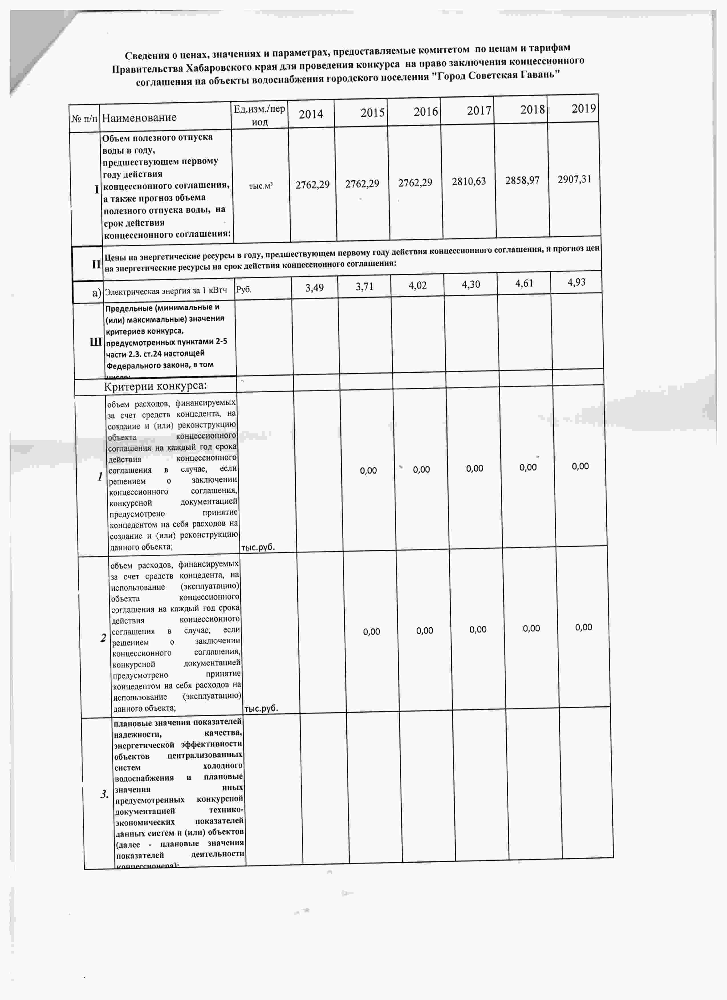 Сведения о ценах, значениях и параметрах, предоставляемые комитетом по ценам и тарифам
Правительства Хабаровского края для проведения конкурса на право заключения концессионного
соглашения на объекты водоснабжения городского поселения "Город Советская Гавань"
№ п/п Наименование Ед.изм./пер 2014 2015 2016 2017 2018 2019
иод
Объем полезного отпуска
воды в году,
предшествующем первому
году действия
I концессионного соглашения, тыс.м³ 2762,29 2762,29 2762,29 2810,63 2858,97 2907,31
а также прогноз объема
полезного отпуска воды, на
срок действия
концессионного соглашения:
II Цены на энергетические ресурсы в году, предшествующем первому году действия концессионного соглашения, и прогноз цен
на энергетические ресурсы на срок действия концессионного соглашения:
а) Электрическая энергия за 1 кВтч Руб. 3,49 3,71 4,02 4,30 4,61 4,93
Предельные (минимальные и
(или) максимальные) значения
критериев конкурса,
Ш предусмотренных пунктами 2-5
части 2.3. ст.24 настоящей
Федерального закона, в том
числе:
Критерии конкурса:
объем расходов, финансируемых
за счет средств концедента, на
создание и (или) реконструкцию
объекта концессионного
соглашения на каждый год срока
действия концессионного
соглашения в случае, если 0,00 0,00 0,00 0,00 0,00
1 решением о заключении
концессионного соглашения,
конкурсной документацией
предусмотрено принятие
концедентом на себя расходов на
создание и (или) реконструкцию
данного объекта; тыс.руб.
объем расходов, финансируемых
за счет средств концедента, на
использование (эксплуатацию)
объекта концессионного
соглашения на каждый год срока
действия концессионного
соглашения в случае, если 0,00 0,00 0,00 0,00 0,00
2 решением о заключении
концессионного соглашения,
конкурсной документацией
предусмотрено принятие
концедентом на себя расходов на
использование (эксплуатацию)
данного объекта; тыс.руб.
плановые значения показателей
надежности, качества,
энергетической эффективности
объектов централизованных
систем холодного
водоснабжения и плановые
3. значения иных
предусмотренных конкурсной
документацией технико-
экономических показателей
данных систем и (или) объектов
(далее - плановые значения
показателей деятельности
концессионера):